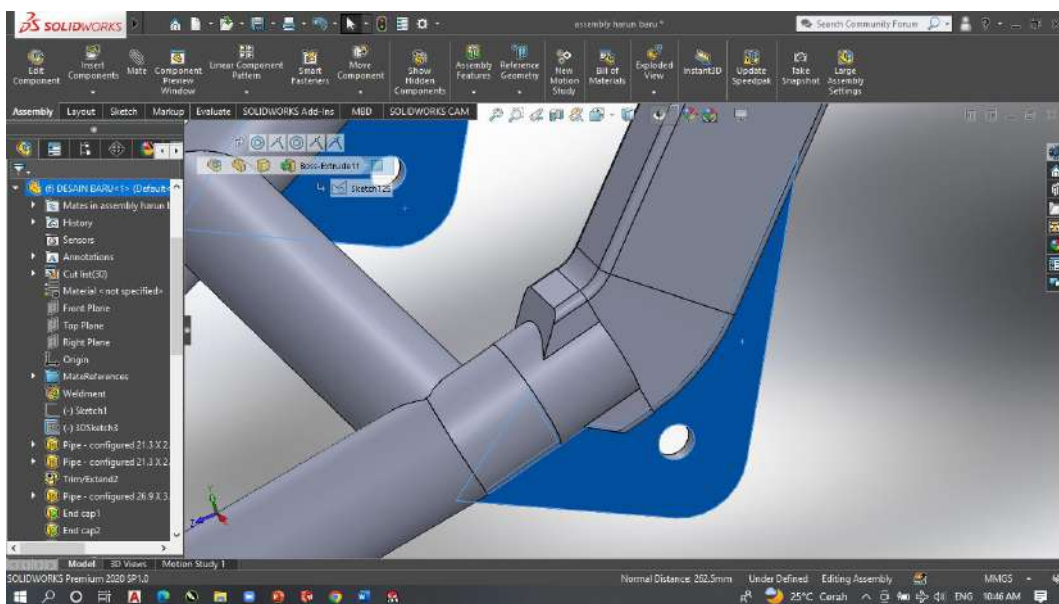 SOLIDWORKS
assembly harun baru *
Search Community Forum
Edit Component
Insert Components
Mate
Component Preview Window
Linear Component Pattern
Smart Fasteners
Move Component
Show Hidden Components
Assembly Features
Reference Geometry
New Motion Study
Bill of Materials
Exploded View
Instant3D
Update Speedpak
Take Snapshot
Large Assembly Settings
Assembly Layout Sketch Markup Evaluate SOLIDWORKS Add-Ins MBD SOLIDWORKS CAM
Boss-Extrude11
Sketch125
(f) DESAIN BARU<1> (Default<
Mates in assembly harun b
History
Sensors
Annotations
Cut list(30)
Material <not specified>
Front Plane
Top Plane
Right Plane
Origin
MateReferences
Weldment
(-) Sketch1
(-) 3DSketch3
Pipe - configured 21.3 X 2.
Pipe - configured 21.3 X 2.
Trim/Extend2
Pipe - configured 26.9 X 3.
End cap1
End cap2
Y
Z
Model 3D Views Motion Study 1
SOLIDWORKS Premium 2020 SP1.0
Normal Distance: 262.5mm Under Defined Editing Assembly MMGS
25°C Cerah ENG 10:46 AM